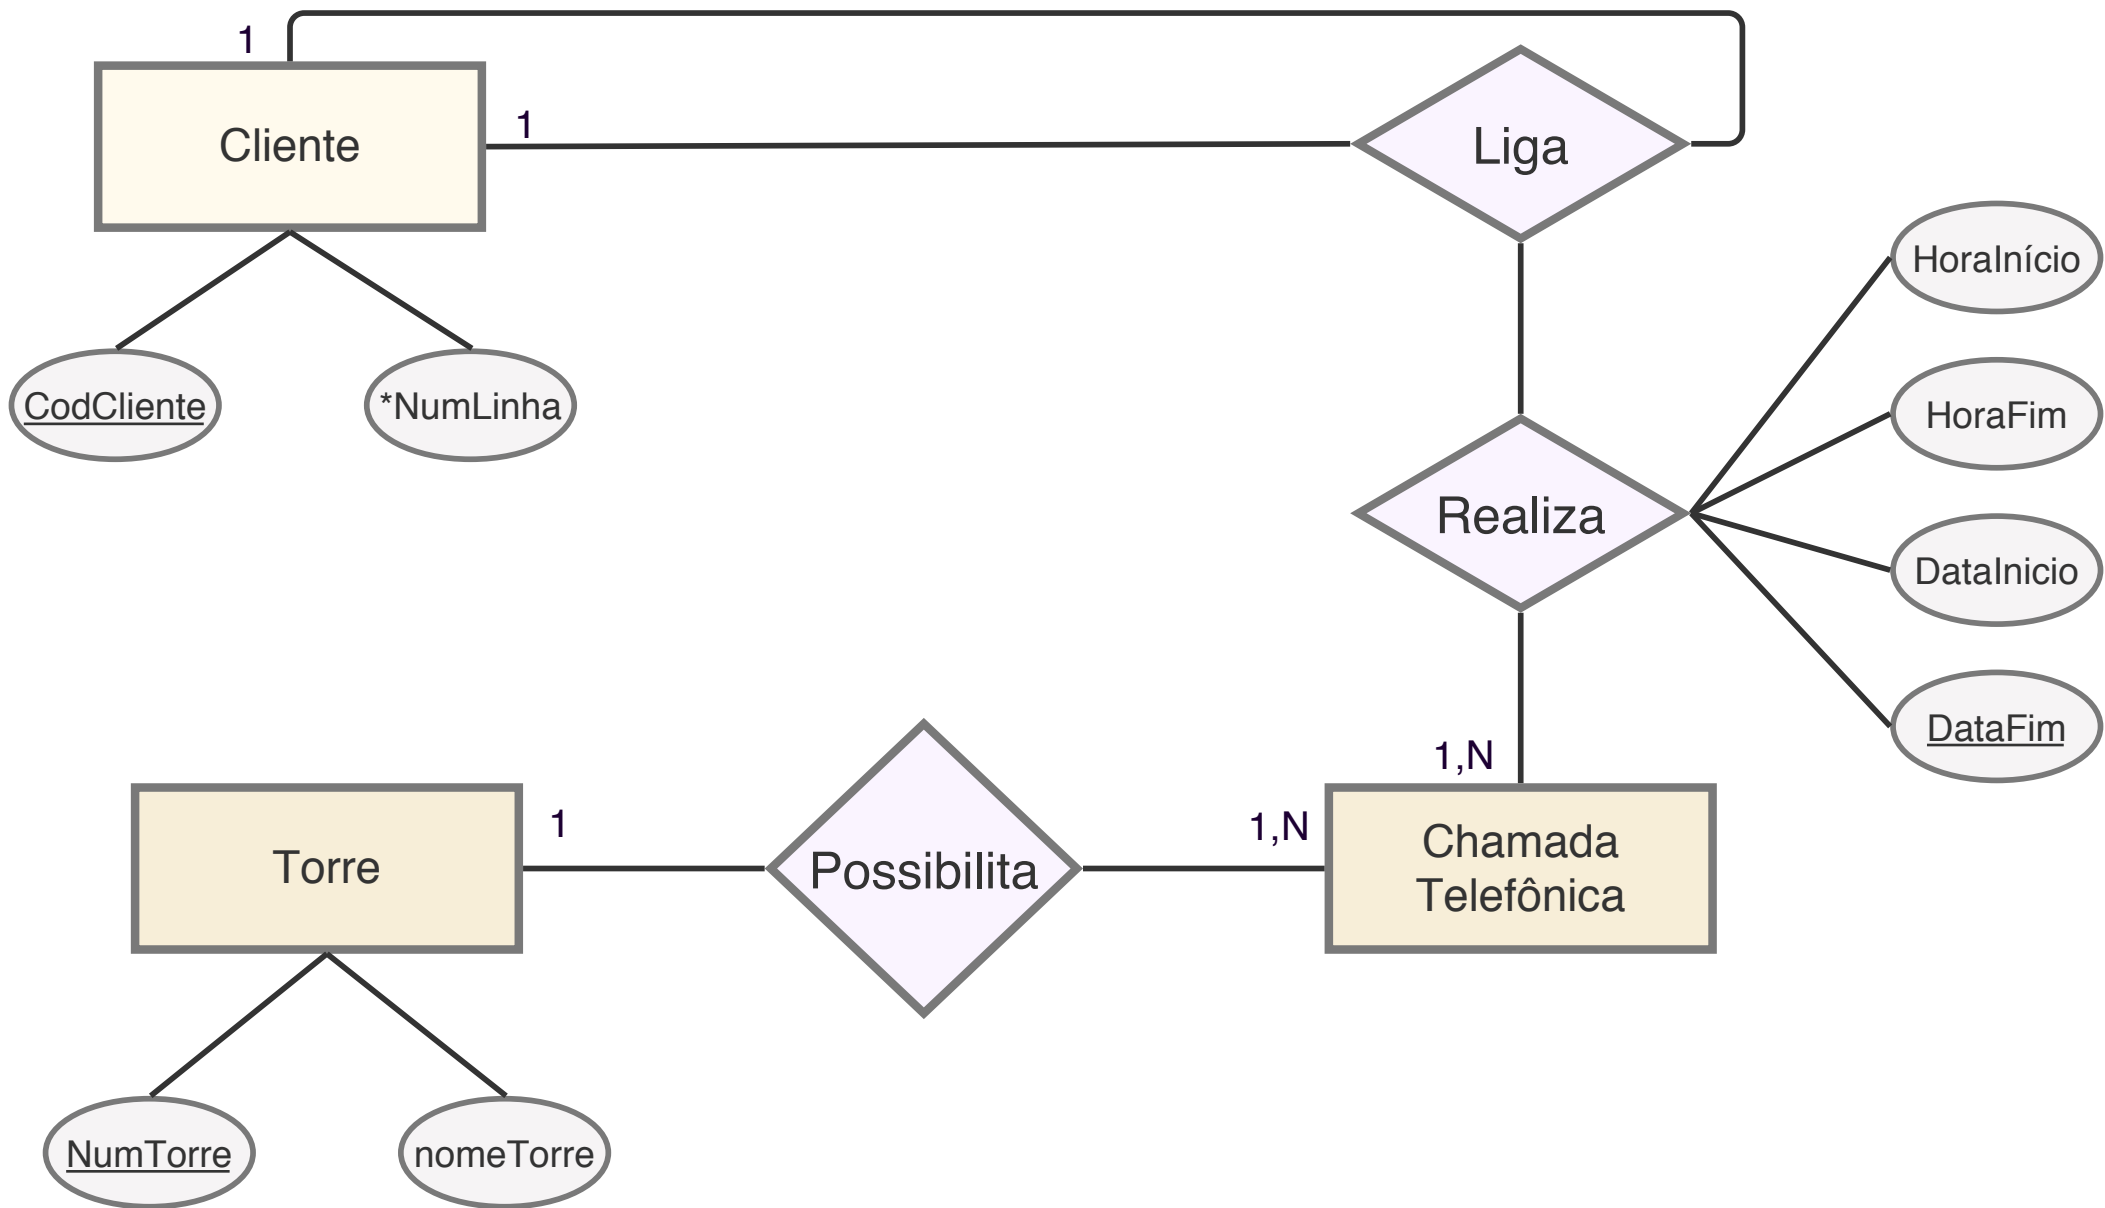 1
Cliente
1
Liga
HoraInício
CodCliente
*NumLinha
HoraFim
Realiza
DataInicio
DataFim
1,N
Torre
1
Possibilita
1,N
Chamada
Telefônica
NumTorre
nomeTorre